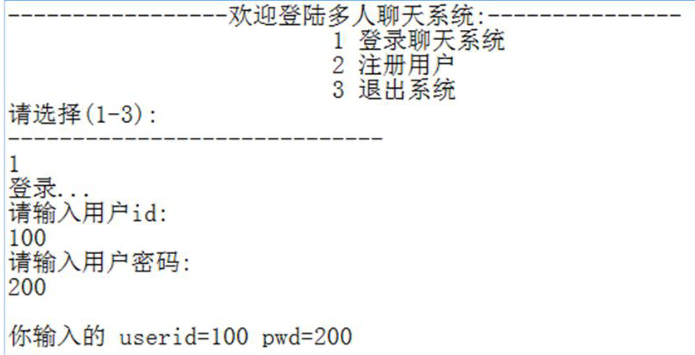 -----------------欢迎登陆多人聊天系统:---------------
1 登录聊天系统
2 注册用户
3 退出系统
请选择(1-3):
-----------------------------
1
登录...
请输入用户id:
100
请输入用户密码:
200
你输入的 userid=100 pwd=200